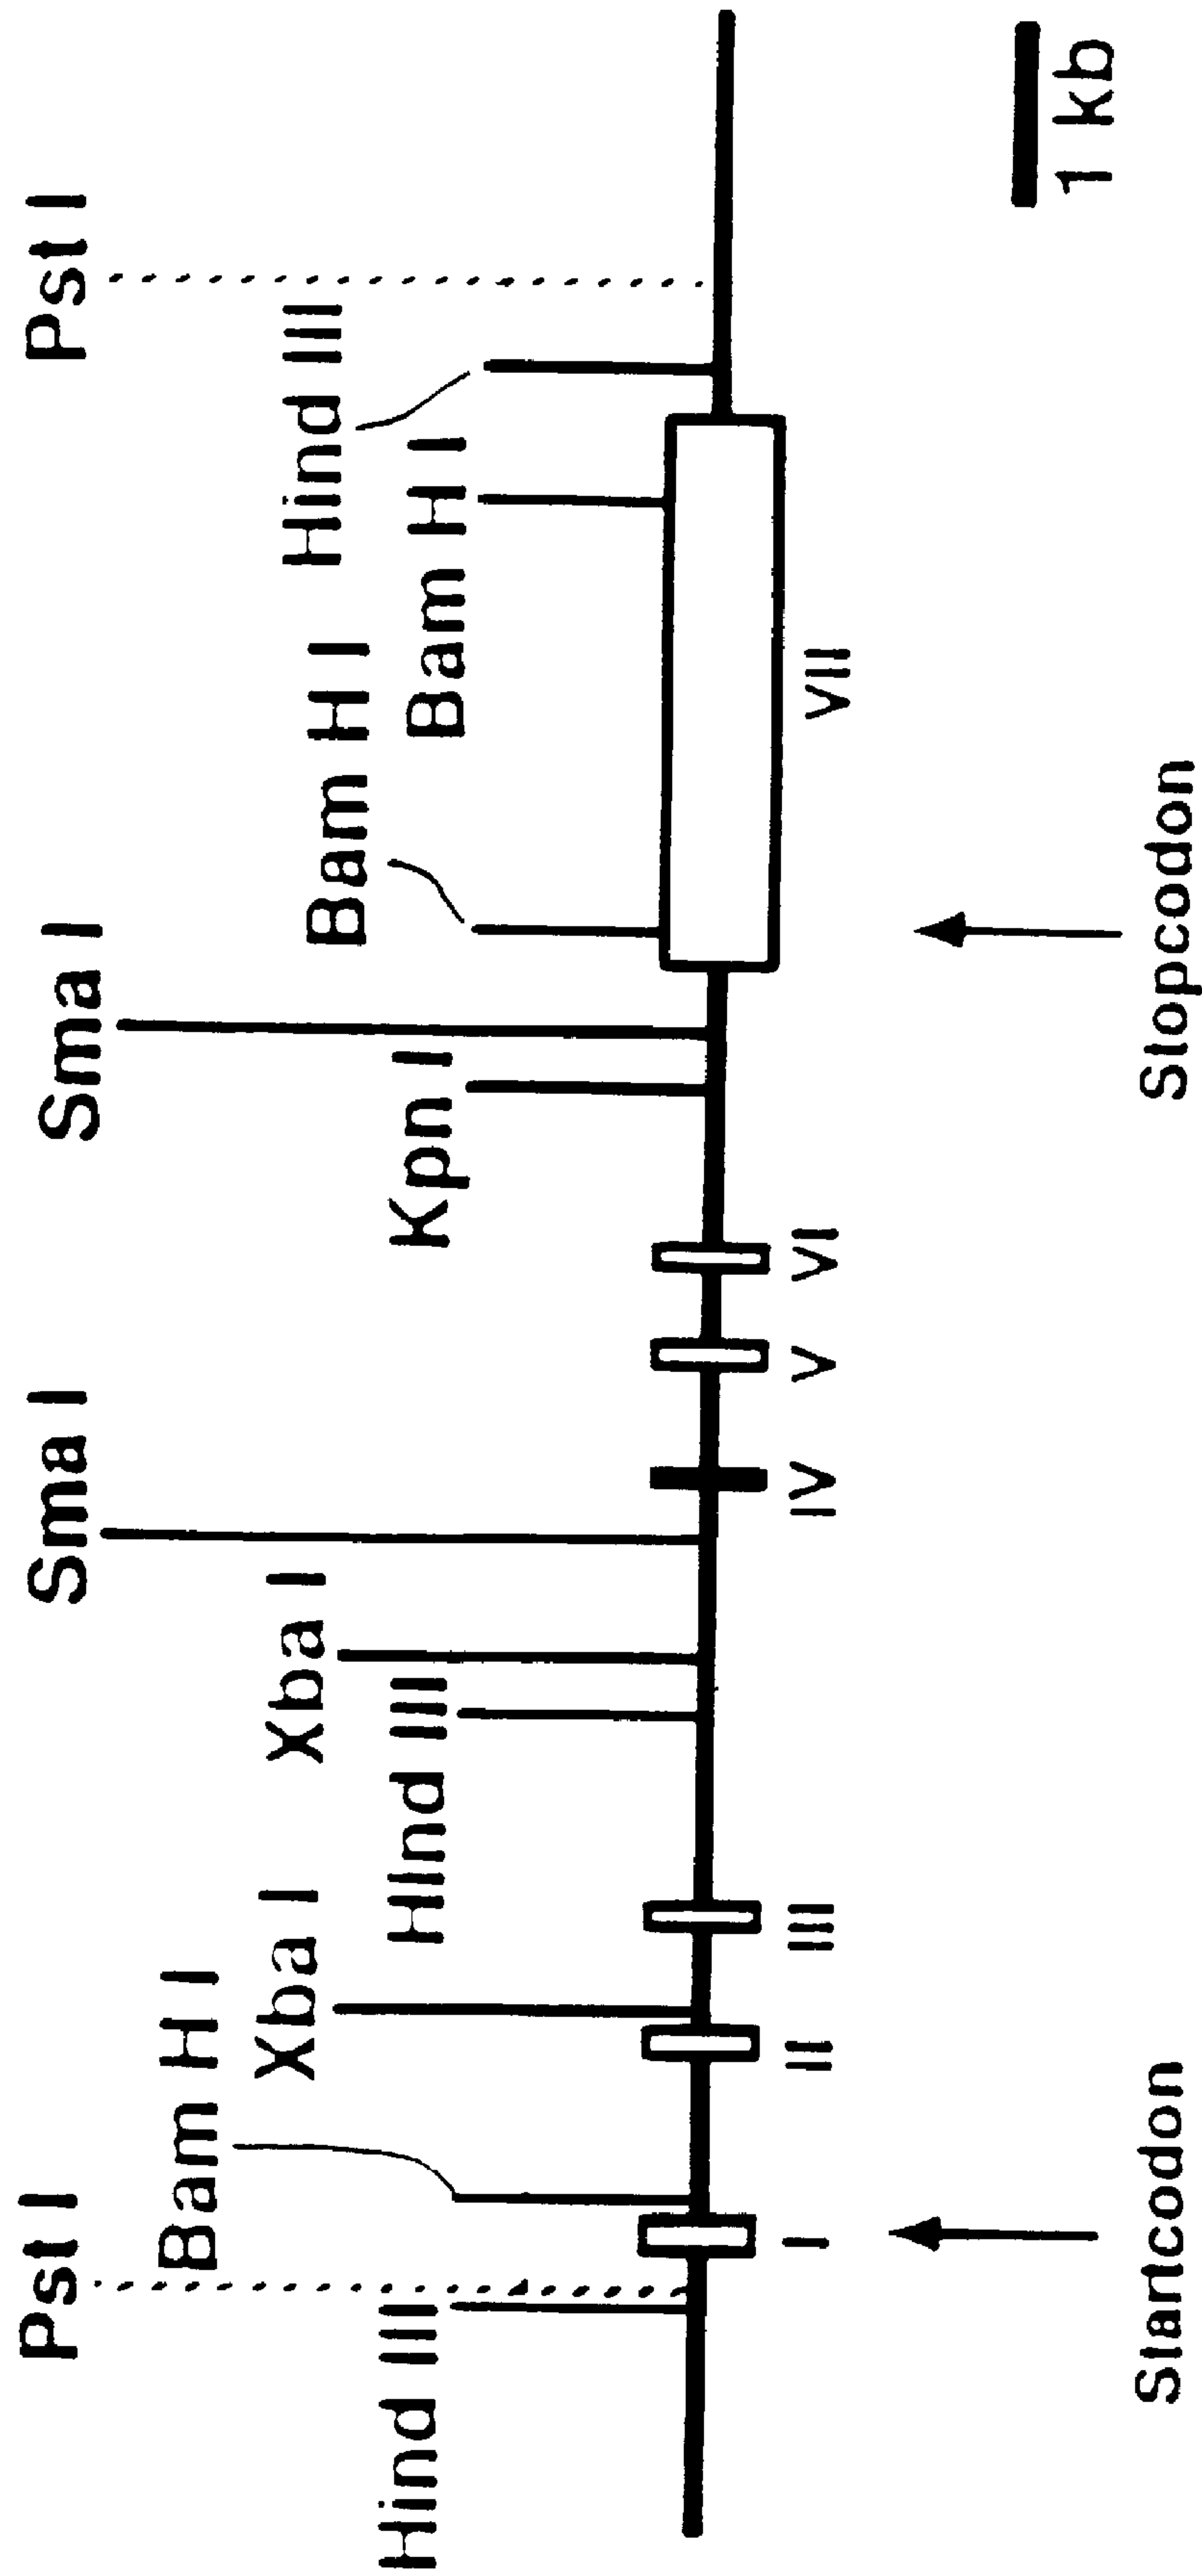 Pst I
Sma I
Sma I
Pst I
Bam H I
Xba I
Xba I
Bam H I
Hind III
Hind III
HInd III
Kpn I
Bam H I
I
II
III
IV
V
VI
VII
1 kb
Startcodon
Stopcodon